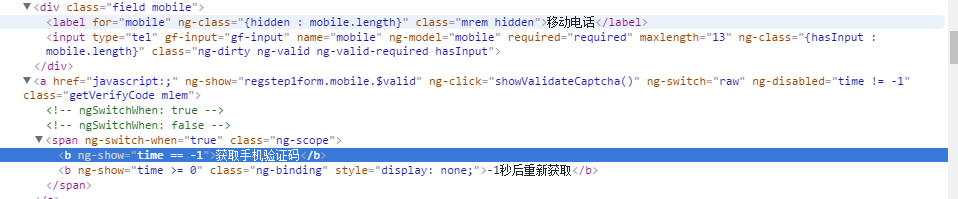 ▼<div class="field mobile">
<label for="mobile" ng-class="{hidden : mobile.length}" class="mrem hidden">移动电话</label>
<input type="tel" gf-input="gf-input" name="mobile" ng-model="mobile" required="required" maxlength="13" ng-class="{hasInput :
mobile.length}" class="ng-dirty ng-valid ng-valid-required hasInput">
</div>
▼<a href="javascript:;" ng-show="regstep1form.mobile.$valid" ng-click="showValidateCaptcha()" ng-switch="raw" ng-disabled="time != -1"
class="getVerifyCode mlem">
<!-- ngSwitchWhen: true -->
<!-- ngSwitchWhen: false -->
▼<span ng-switch-when="true" class="ng-scope">
<b ng-show="time == -1">获取手机验证码</b>
<b ng-show="time >= 0" class="ng-binding" style="display: none;">-1秒后重新获取</b>
</span>